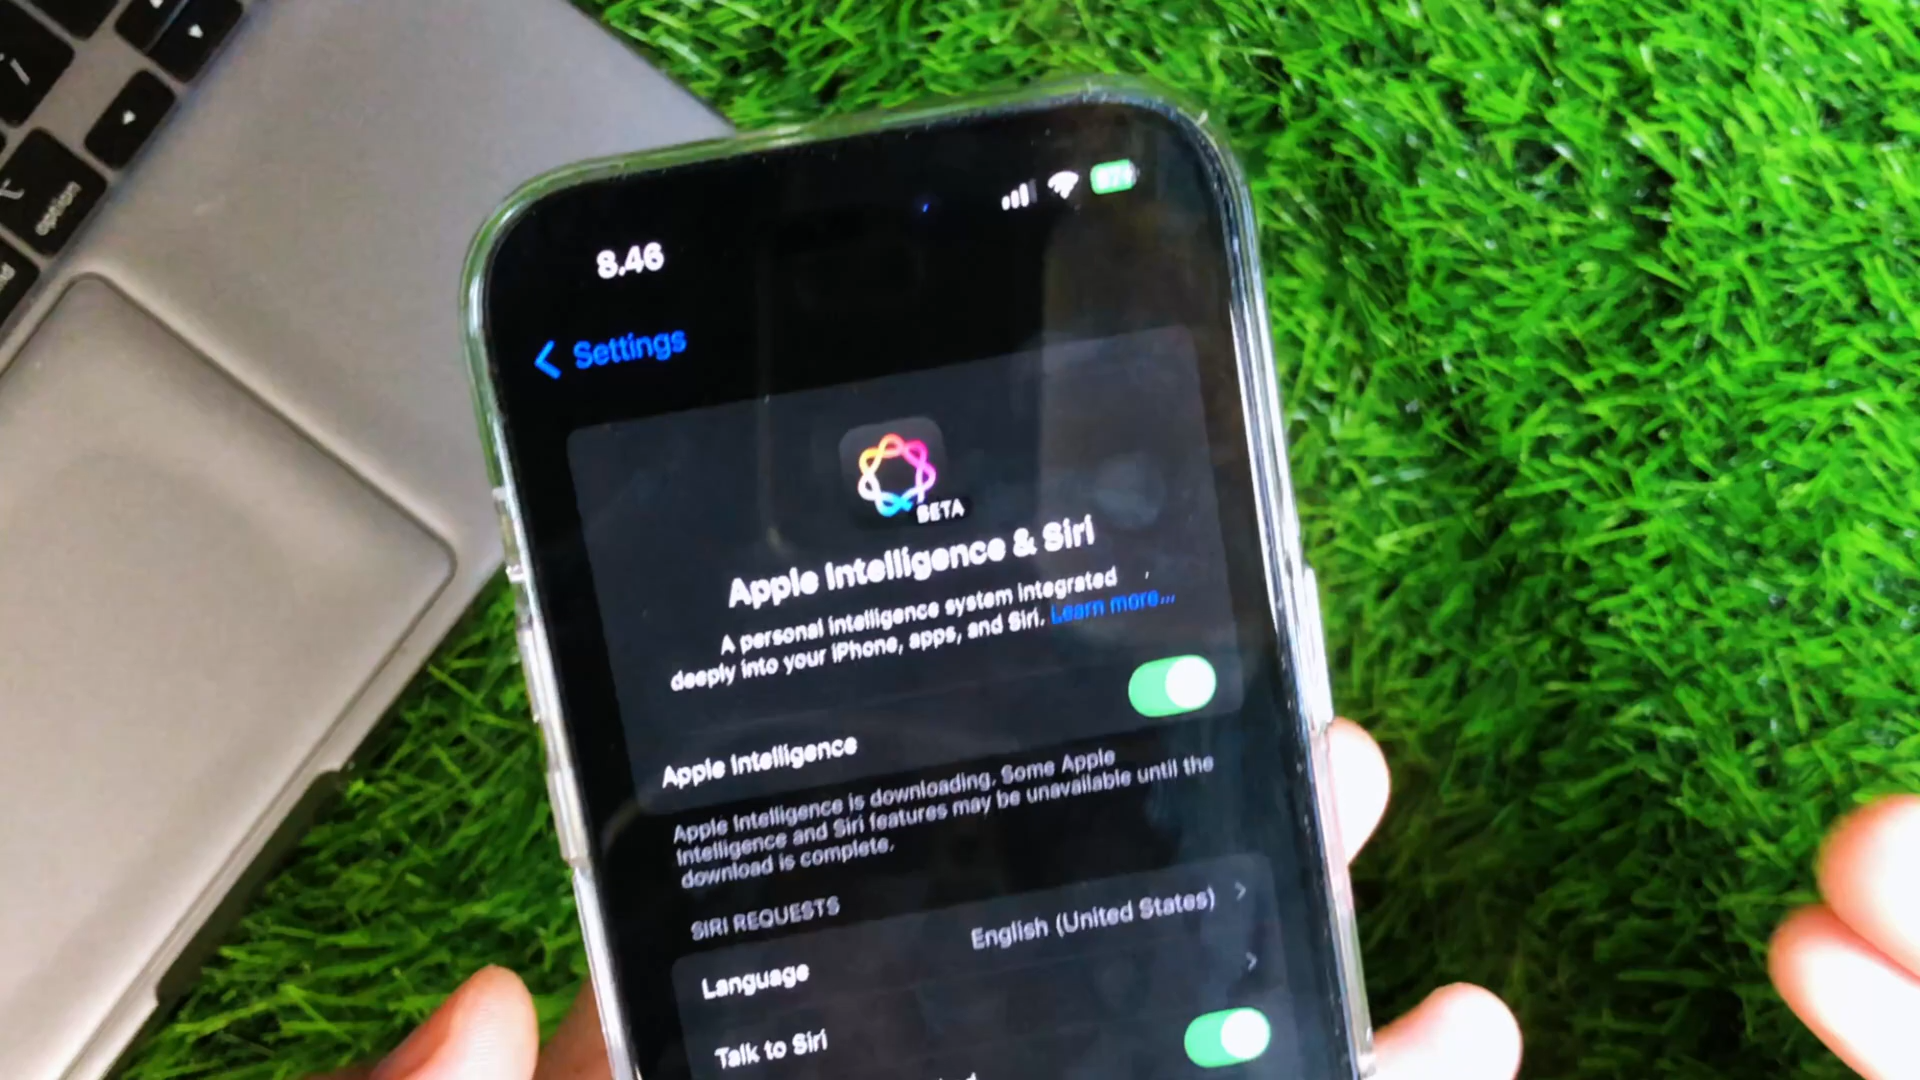 option
8.46
Settings
BETA
Apple Intelligence & Siri
A personal intelligence system integrated
deeply into your iPhone, apps, and Siri. Learn more...
Apple Intelligence
Apple Intelligence is downloading. Some Apple
Intelligence and Siri features may be unavailable until the
download is complete.
SIRI REQUESTS
Language English (United States)
Talk to Siri